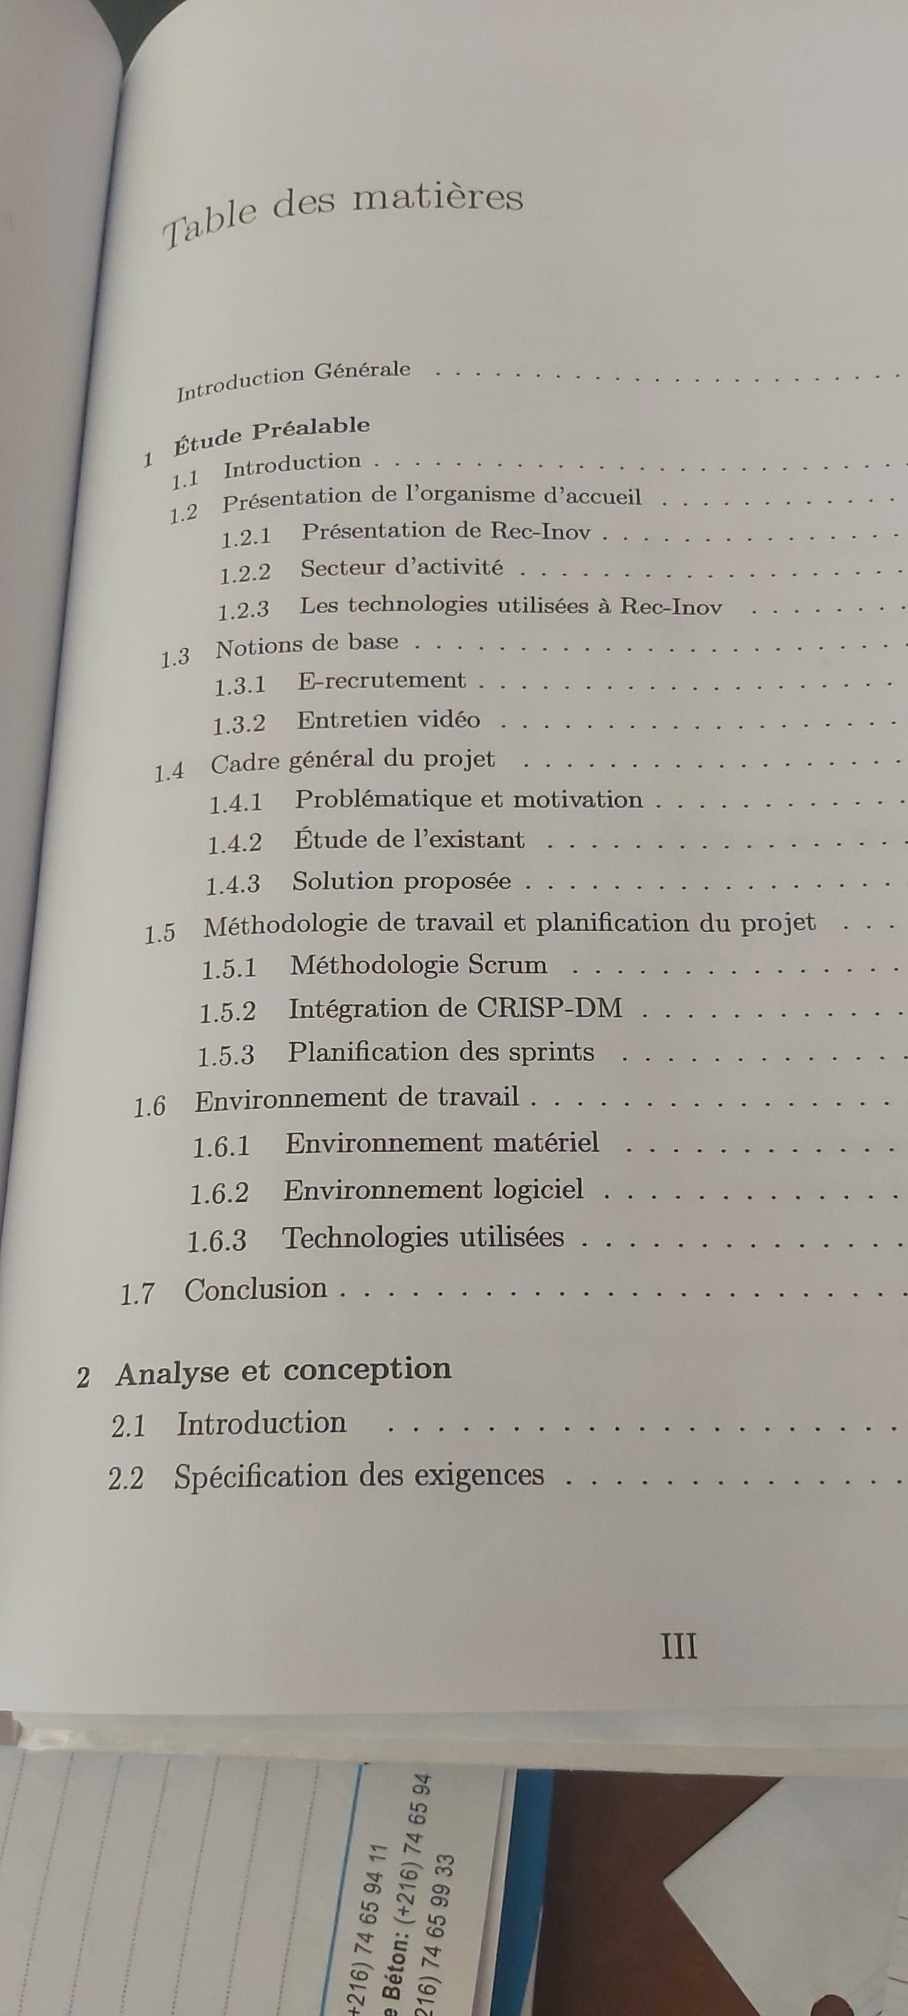 Table des matières
Introduction Générale . . . . . . . . . . . . . . . . . . . . . . . .
1 Étude Préalable
1.1 Introduction . . . . . . . . . . . . . . . . . . . . . . .
1.2 Présentation de l'organisme d'accueil . . . . . . . . . . .
1.2.1 Présentation de Rec-Inov . . . . . . . . . . . . .
1.2.2 Secteur d'activité . . . . . . . . . . . . . . . . .
1.2.3 Les technologies utilisées à Rec-Inov . . . . . . . .
1.3 Notions de base . . . . . . . . . . . . . . . . . . . . .
1.3.1 E-recrutement . . . . . . . . . . . . . . . . . .
1.3.2 Entretien vidéo . . . . . . . . . . . . . . . . .
1.4 Cadre général du projet . . . . . . . . . . . . . . . .
1.4.1 Problématique et motivation . . . . . . . . . . .
1.4.2 Étude de l'existant . . . . . . . . . . . . . . .
1.4.3 Solution proposée . . . . . . . . . . . . . . . .
1.5 Méthodologie de travail et planification du projet . . .
1.5.1 Méthodologie Scrum . . . . . . . . . . . . . . .
1.5.2 Intégration de CRISP-DM . . . . . . . . . . . .
1.5.3 Planification des sprints . . . . . . . . . . . . .
1.6 Environnement de travail . . . . . . . . . . . . . . . .
1.6.1 Environnement matériel . . . . . . . . . . . .
1.6.2 Environnement logiciel . . . . . . . . . . . . .
1.6.3 Technologies utilisées . . . . . . . . . . . . . .
1.7 Conclusion . . . . . . . . . . . . . . . . . . . . . . .
2 Analyse et conception
2.1 Introduction . . . . . . . . . . . . . . . . . . . . .
2.2 Spécification des exigences . . . . . . . . . . . . . .
III
+216) 74 65 94 11
e Béton: (+216) 74 65 94
216) 74 65 99 33